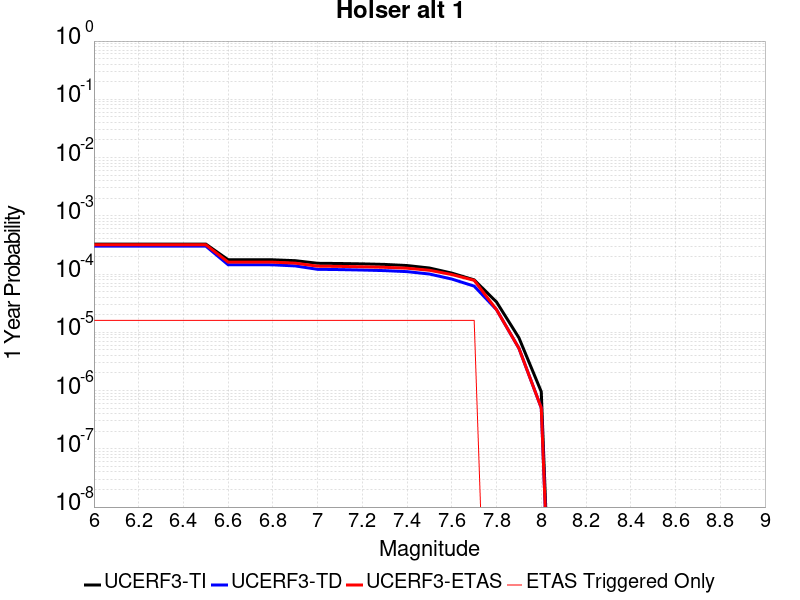 Holser alt 1
10 0
10 -1
10 -2
10 -3
10 -4
10 -5
10 -6
10 -7
10 -8
1 Year Probability
6 6.2 6.4 6.6 6.8 7 7.2 7.4 7.6 7.8 8 8.2 8.4 8.6 8.8 9
Magnitude
UCERF3-TI UCERF3-TD UCERF3-ETAS ETAS Triggered Only